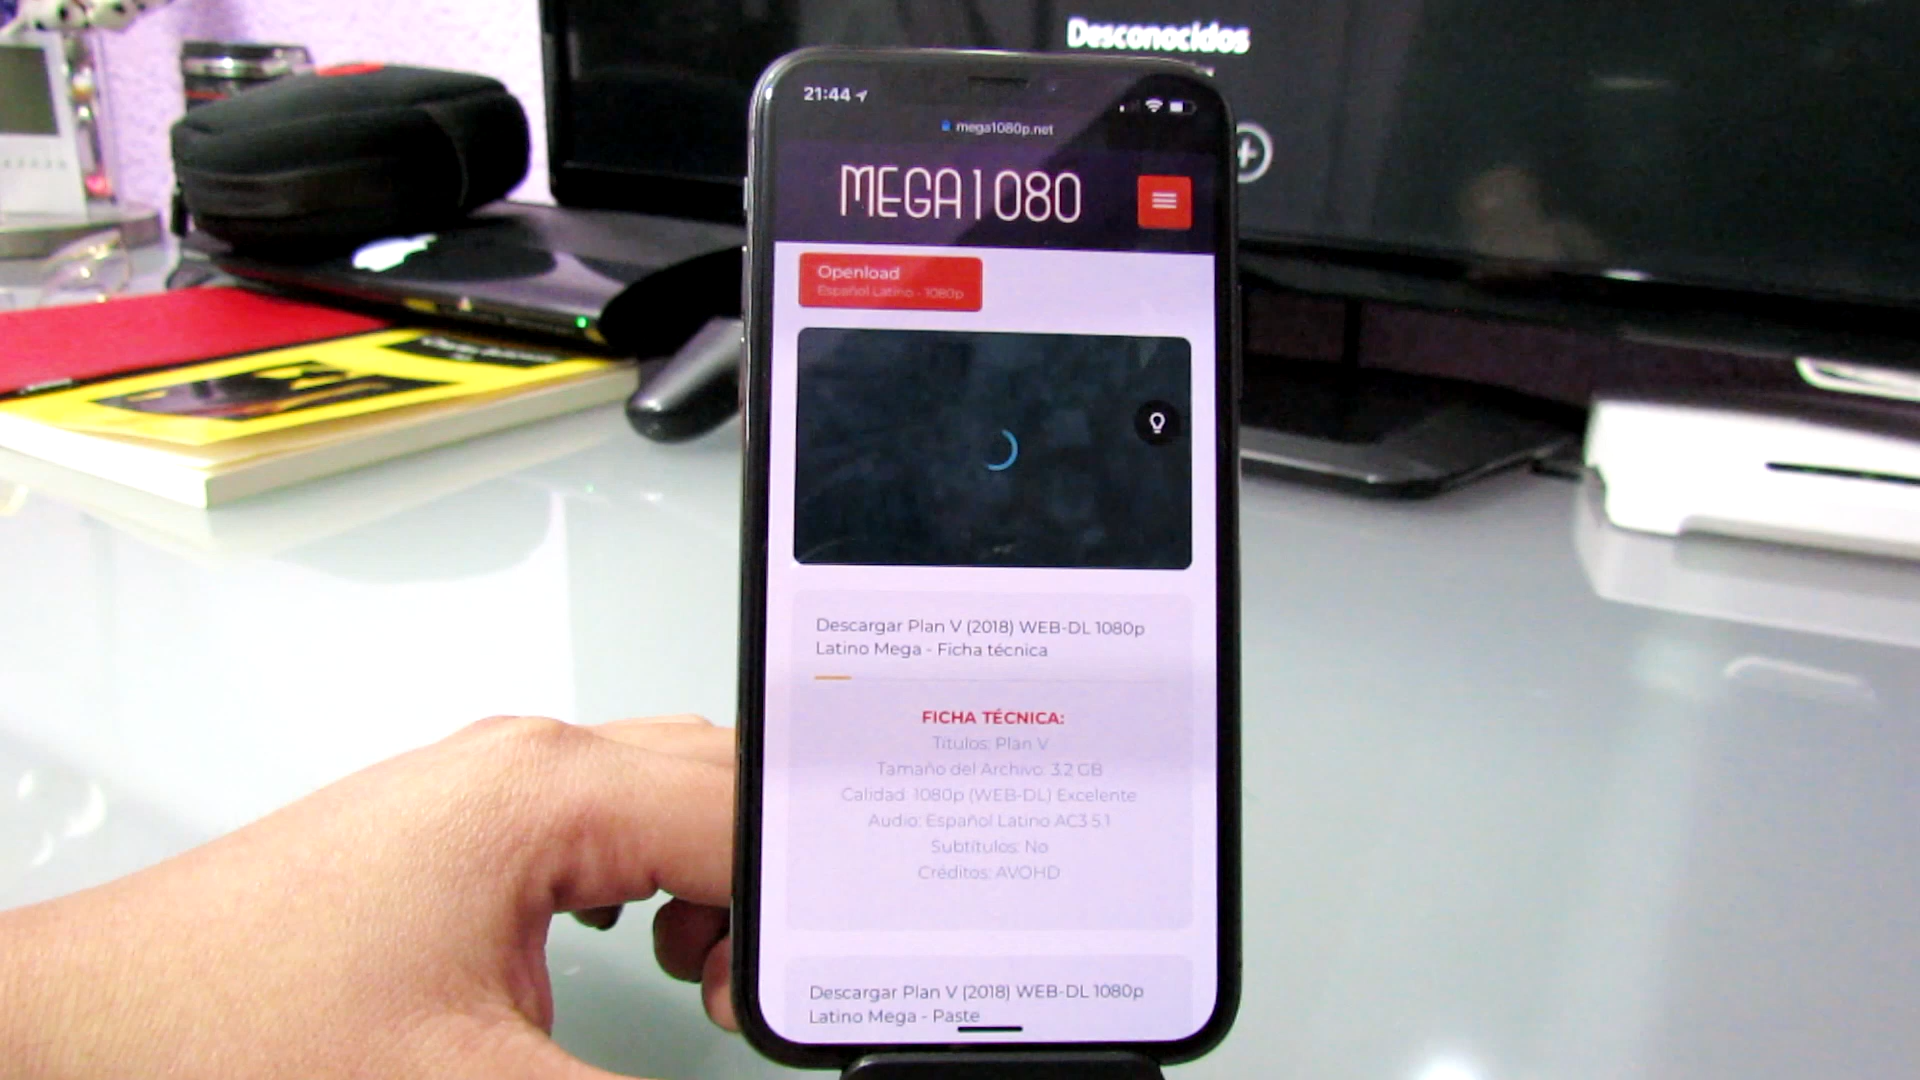 Desconocidos
21:44
mega1080p.net
MEGA1080
Openload
Español Latino - 1080p
Descargar Plan V (2018) WEB-DL 1080p
Latino Mega - Ficha técnica
FICHA TÉCNICA:
Títulos: Plan V
Tamaño del Archivo: 3.2 GB
Calidad: 1080p (WEB-DL) Excelente
Audio: Español Latino AC3 5.1
Subtítulos: No
Créditos: AVOHD
Descargar Plan V (2018) WEB-DL 1080p
Latino Mega - Paste